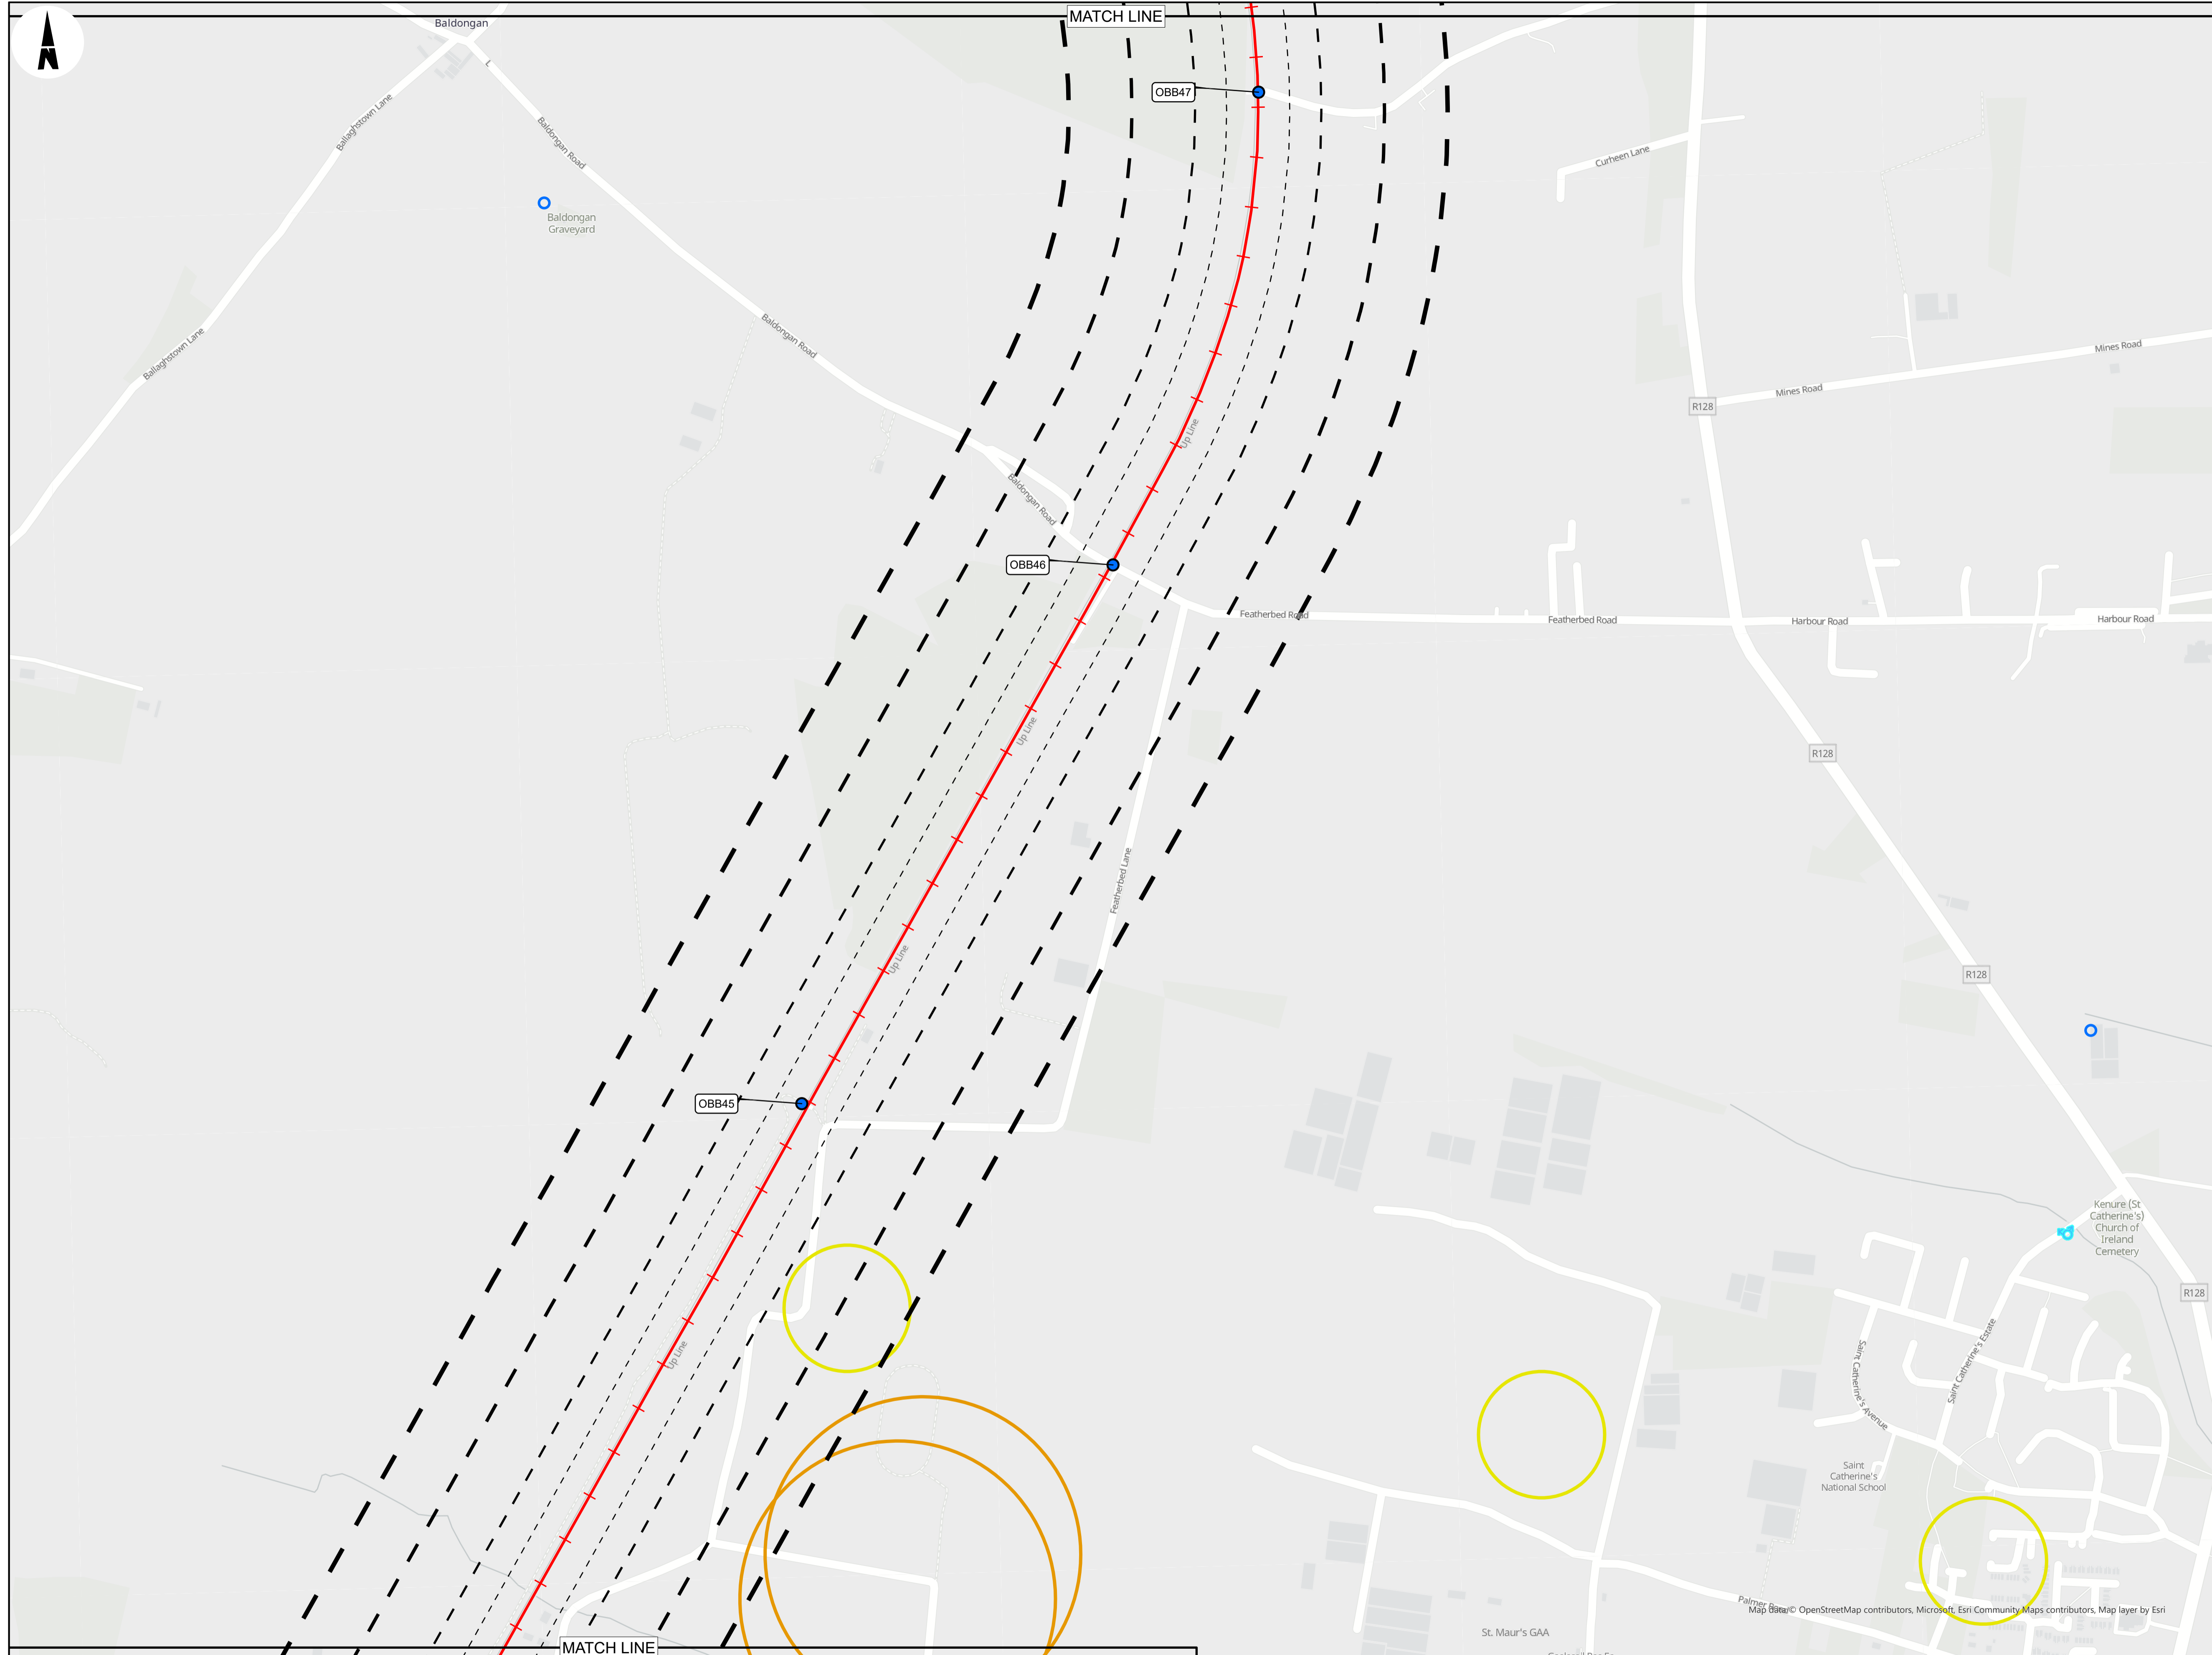 Baldongan
MATCH LINE
N
L
OBB47
Ballaghstown Lane
Baldongan Road
Curheen Lane
Baldongan
Graveyard
Ballaghstown Lane
Baldongan Road
Mines Road
Mines Road
R128
Up Line
Baldongan Road
OBB46
Featherbed Road
Featherbed Road
Harbour Road
Harbour Road
Up Line
R128
Featherbed Lane
Up Line
R128
OBB45
Kenure (St
Catherine's)
Church of
Ireland
Cemetery
R128
Up Line
Saint Catherine's Avenue
Saint Catherine's Estate
Saint
Catherine's
National School
Palmer
Map data © OpenStreetMap contributors, Microsoft, Esri Community Maps contributors, Map layer by Esri
St. Maur's GAA
MATCH LINE